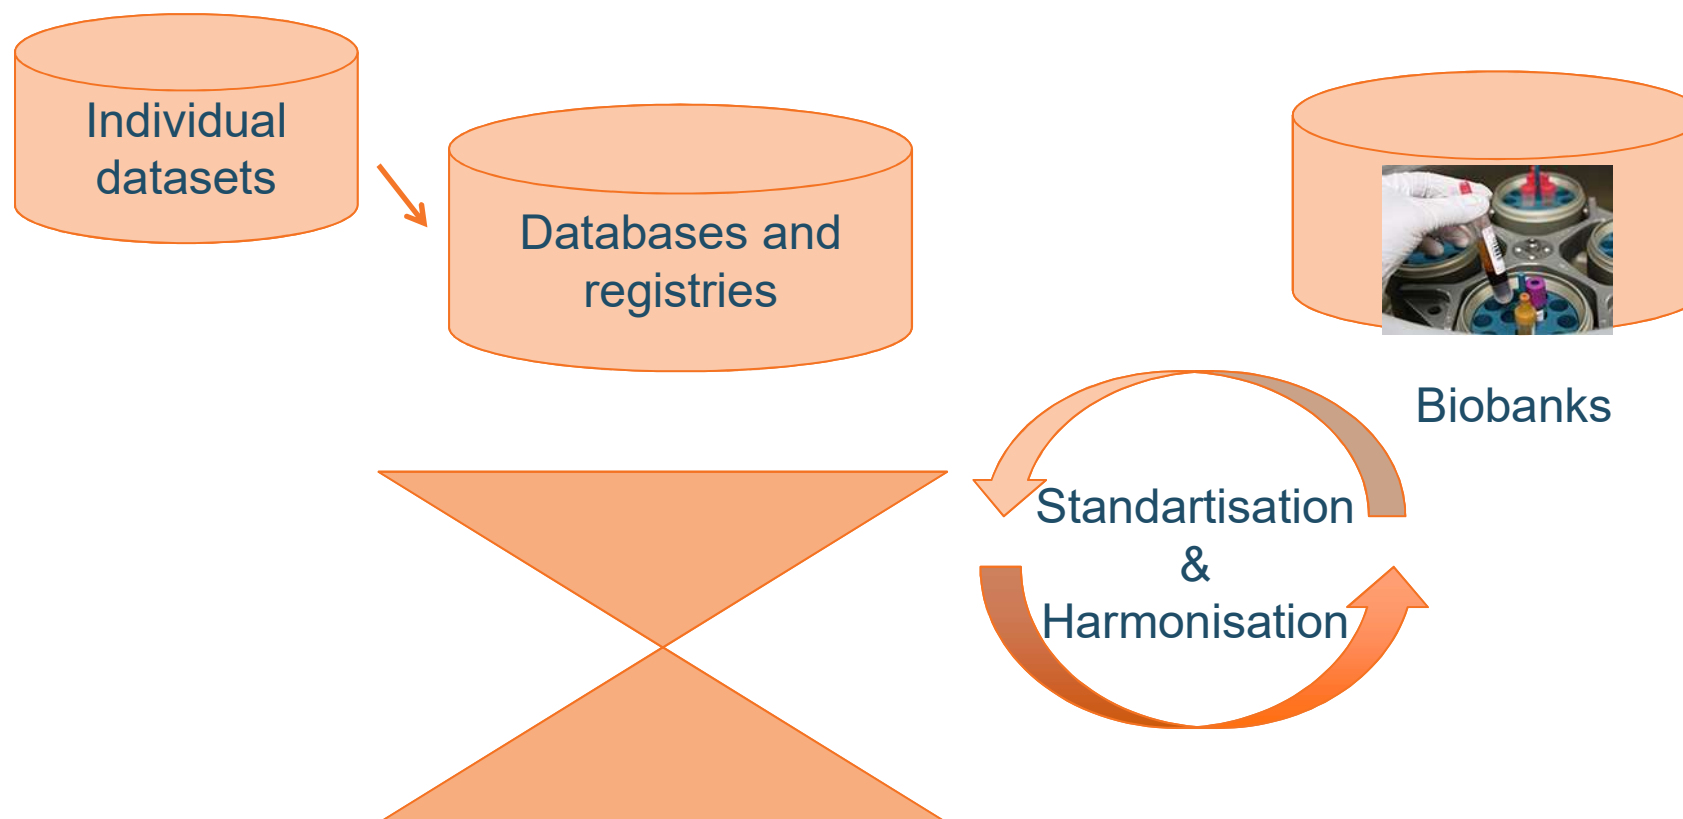 Individual
datasets
Databases and
registries
Biobanks
Standartisation
&
Harmonisation